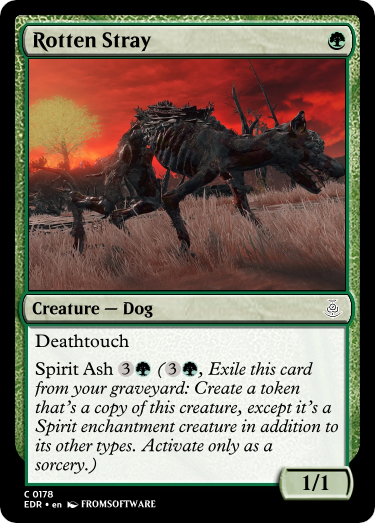 Rotten Stray
Creature — Dog
Deathtouch
Spirit Ash 3 (3, Exile this card
from your graveyard: Create a token
that's a copy of this creature, except it's a
Spirit enchantment creature in addition to
its other types. Activate only as a
sorcery.)
1/1
C 0178
EDR • en FROMSOFTWARE